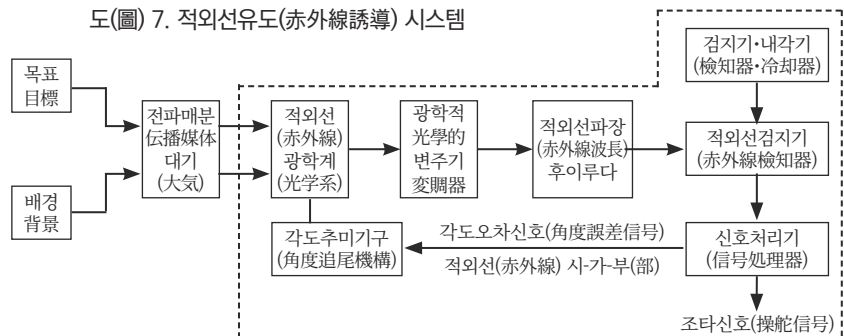 도(圖) 7. 적외선유도(赤外線誘導) 시스템
목표
目標
배경
背景
전파매분
伝播媒体
대기
(大気)
적외선
(赤外線)
광학계
(光学系)
광학적
光學的
변주기
変調器
적외선파장
(赤外線波長)
후이루다
검지기·내각기
(檢知器·冷却器)
적외선검지기
(赤外線檢知器)
신호처리기
(信号処理器)
각도오차신호(角度誤差信号)
적외선(赤外線) 시-가-부(部)
각도추미기구
(角度追尾機構)
조타신호(操舵信号)